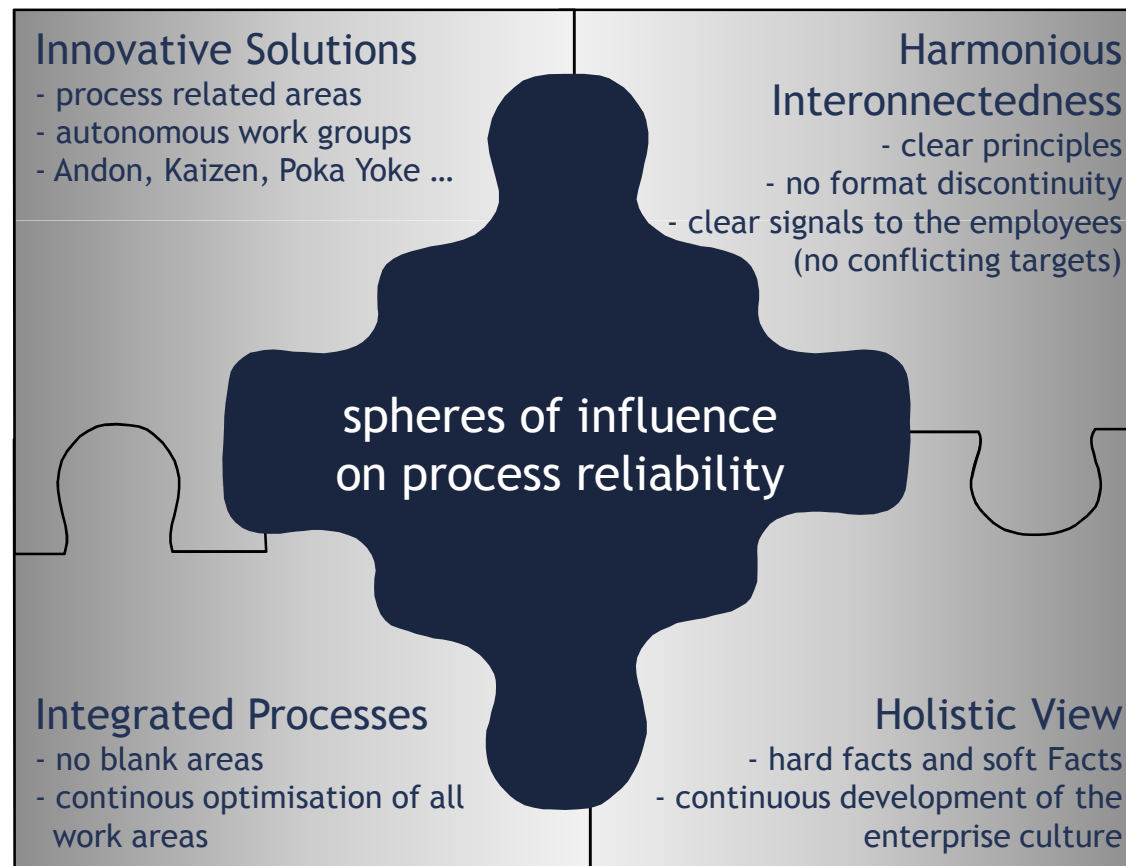 Innovative Solutions
- process related areas
- autonomous work groups
- Andon, Kaizen, Poka Yoke ...
Harmonious
Interonnectedness
- clear principles
- no format discontinuity
- clear signals to the employees
(no conflicting targets)
spheres of influence
on process reliability
Integrated Processes
- no blank areas
- continous optimisation of all
work areas
Holistic View
- hard facts and soft Facts
- continuous development of the
enterprise culture